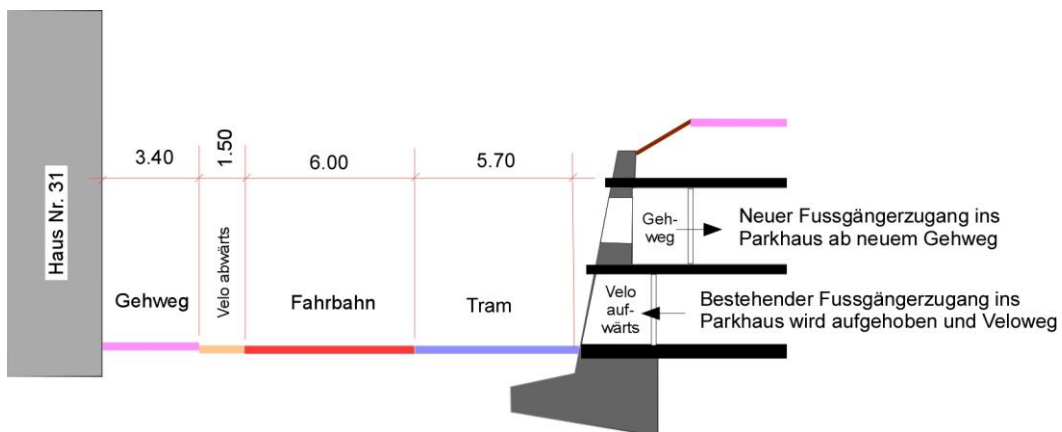 3.40
1.50
6.00
5.70
Haus Nr. 31
Geh-
weg
Neuer Fussgängerzugang ins
Parkhaus ab neuem Gehweg
Gehweg
Velo abwärts
Fahrbahn
Tram
Velo
auf-
wärts
Bestehender Fussgängerzugang ins
Parkhaus wird aufgehoben und Veloweg